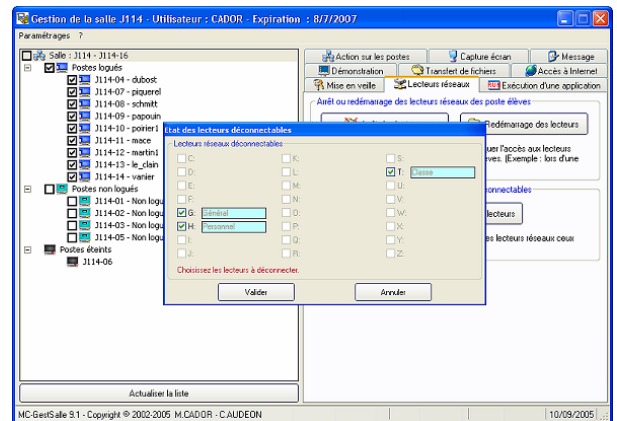 Gestion de la salle J114 - Utilisateur : CADOR - Expiration : 8/7/2007
Paramétrages ?
Salle : J114 - J114-16
Postes logués
J114-04 - dubost
J114-07 - piquerel
J114-08 - schmitt
J114-09 - papouin
J114-10 - poirier1
J114-11 - mace
J114-12 - martin1
J114-13 - le_clain
J114-14 - vanier
Postes non logués
J114-01 - Non logu
J114-02 - Non logu
J114-03 - Non logu
J114-05 - Non logu
Postes éteints
J114-06
Actualiser la liste
Action sur les postes
Capture écran
Message
Démonstration
Transfert de fichiers
Accès à Internet
Mise en veille
Lecteurs réseaux
Exécution d'une application
Arrêt ou redémarrage des lecteurs réseaux des poste élèves
Redémarrage des lecteurs
uer l'accès aux lecteurs
èves. (Exemple : lors d'une
connectables
lecteurs
es lecteurs réseaux ceux
Etat des lecteurs déconnectables
Lecteurs réseaux déconnectables
C:
D:
E:
F:
G: Général
H: Personnel
I:
J:
K:
L:
M:
N:
O:
P:
Q:
R:
S:
T: Classe
U:
V:
W:
X:
Y:
Z:
Choisissez les lecteurs à déconnecter.
Valider
Annuler
MC-GestSalle 9.1 - Copyright © 2002-2005 M.CADOR - C.AUDEON
10/09/2005